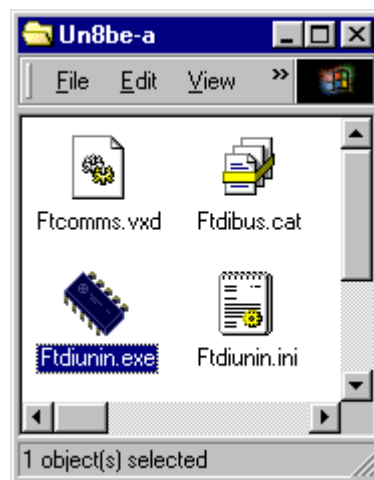 Un8be-a
File Edit View »
Ftcomms.vxd Ftdibus.cat
Ftdiunin.exe Ftdiunin.ini
1 object(s) selected